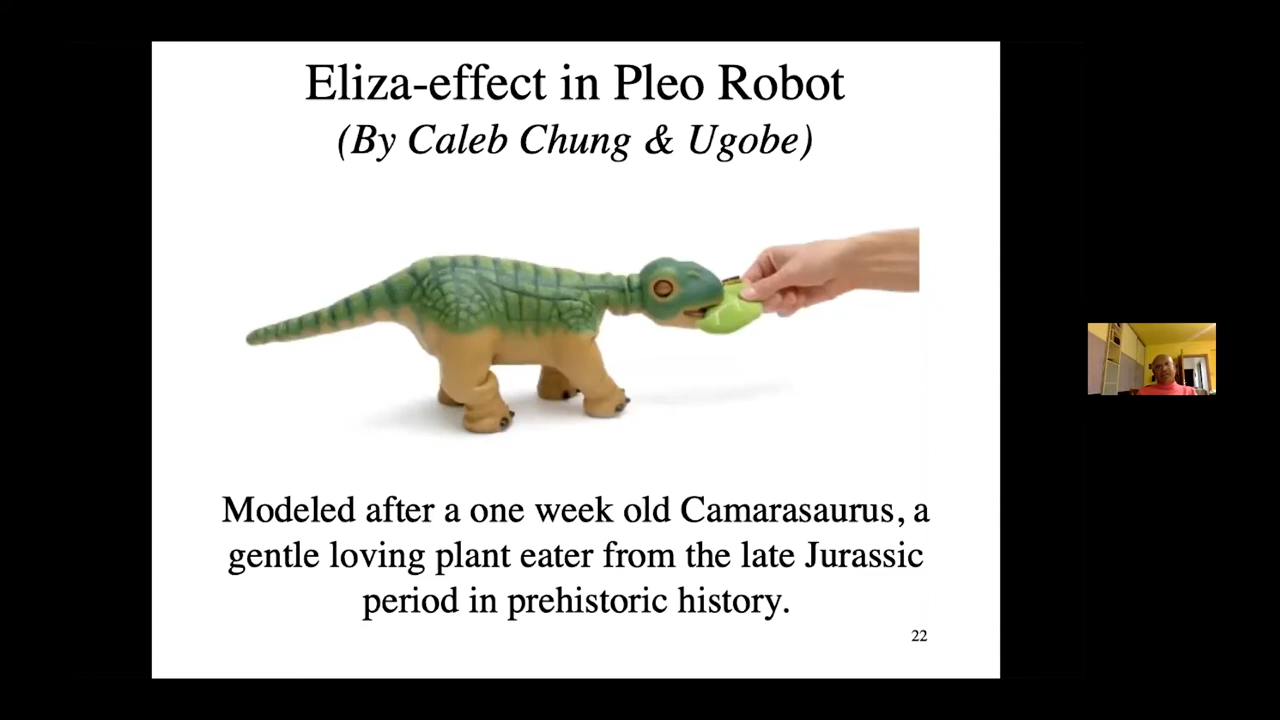 Eliza-effect in Pleo Robot
(By Caleb Chung & Ugobe)
Modeled after a one week old Camarasaurus, a
gentle loving plant eater from the late Jurassic
period in prehistoric history.
22